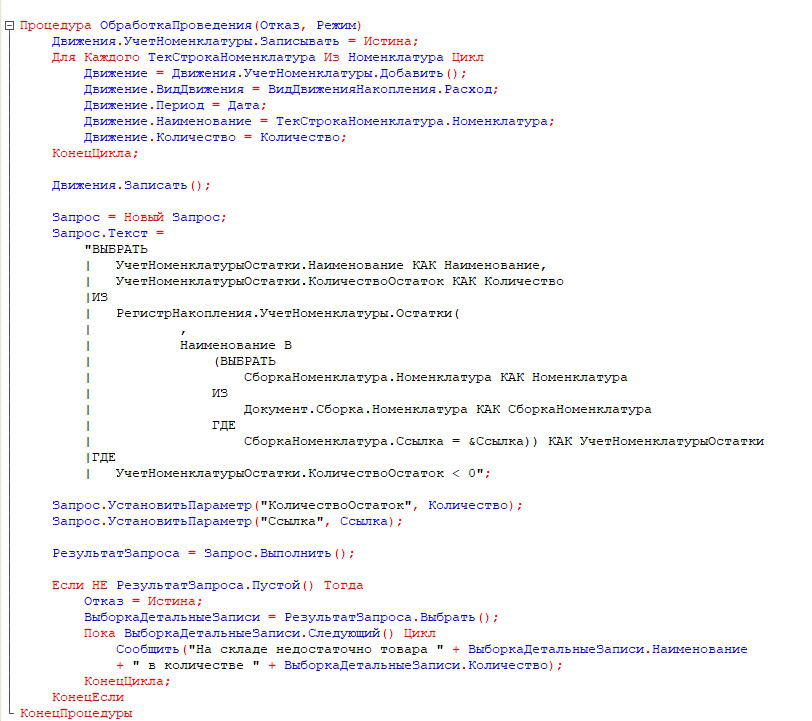 Процедура ОбработкаПроведения(Отказ, Режим)
Движения.УчетНоменклатуры.Записывать = Истина;
Для Каждого ТекСтрокаНоменклатура Из Номенклатура Цикл
Движение = Движения.УчетНоменклатуры.Добавить();
Движение.ВидДвижения = ВидДвиженияНакопления.Расход;
Движение.Период = Дата;
Движение.Наименование = ТекСтрокаНоменклатура.Номенклатура;
Движение.Количество = Количество;
КонецЦикла;
Движения.Записать();
Запрос = Новый Запрос;
Запрос.Текст =
"ВЫБРАТЬ
|	УчетНоменклатурыОстатки.Наименование КАК Наименование,
|	УчетНоменклатурыОстатки.КоличествоОстаток КАК Количество
|ИЗ
|	РегистрНакопления.УчетНоменклатуры.Остатки(
|			,
|			Наименование В
|				(ВЫБРАТЬ
|					СборкаНоменклатура.Номенклатура КАК Номенклатура
|				ИЗ
|					Документ.Сборка.Номенклатура КАК СборкаНоменклатура
|				ГДЕ
|					СборкаНоменклатура.Ссылка = &Ссылка)) КАК УчетНоменклатурыОстатки
|ГДЕ
|	УчетНоменклатурыОстатки.КоличествоОстаток < 0";
Запрос.УстановитьПараметр("КоличествоОстаток", Количество);
Запрос.УстановитьПараметр("Ссылка", Ссылка);
РезультатЗапроса = Запрос.Выполнить();
Если НЕ РезультатЗапроса.Пустой() Тогда
Отказ = Истина;
ВыборкаДетальныеЗаписи = РезультатЗапроса.Выбрать();
Пока ВыборкаДетальныеЗаписи.Следующий() Цикл
Сообщить("На складе недостаточно товара " + ВыборкаДетальныеЗаписи.Наименование
+ " в количестве " + ВыборкаДетальныеЗаписи.Количество);
КонецЦикла;
КонецЕсли
КонецПроцедуры